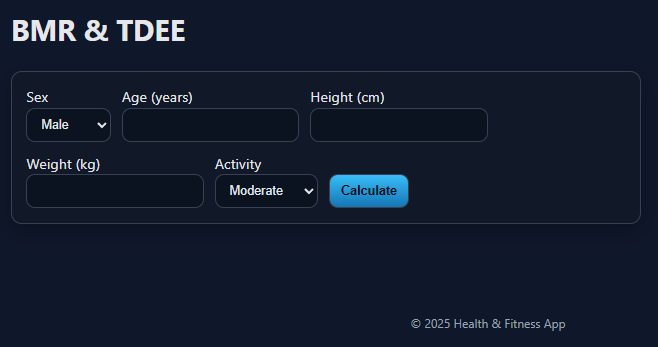 BMR & TDEE
Sex Age (years) Height (cm)
Male
Weight (kg) Activity
Moderate Calculate
© 2025 Health & Fitness App